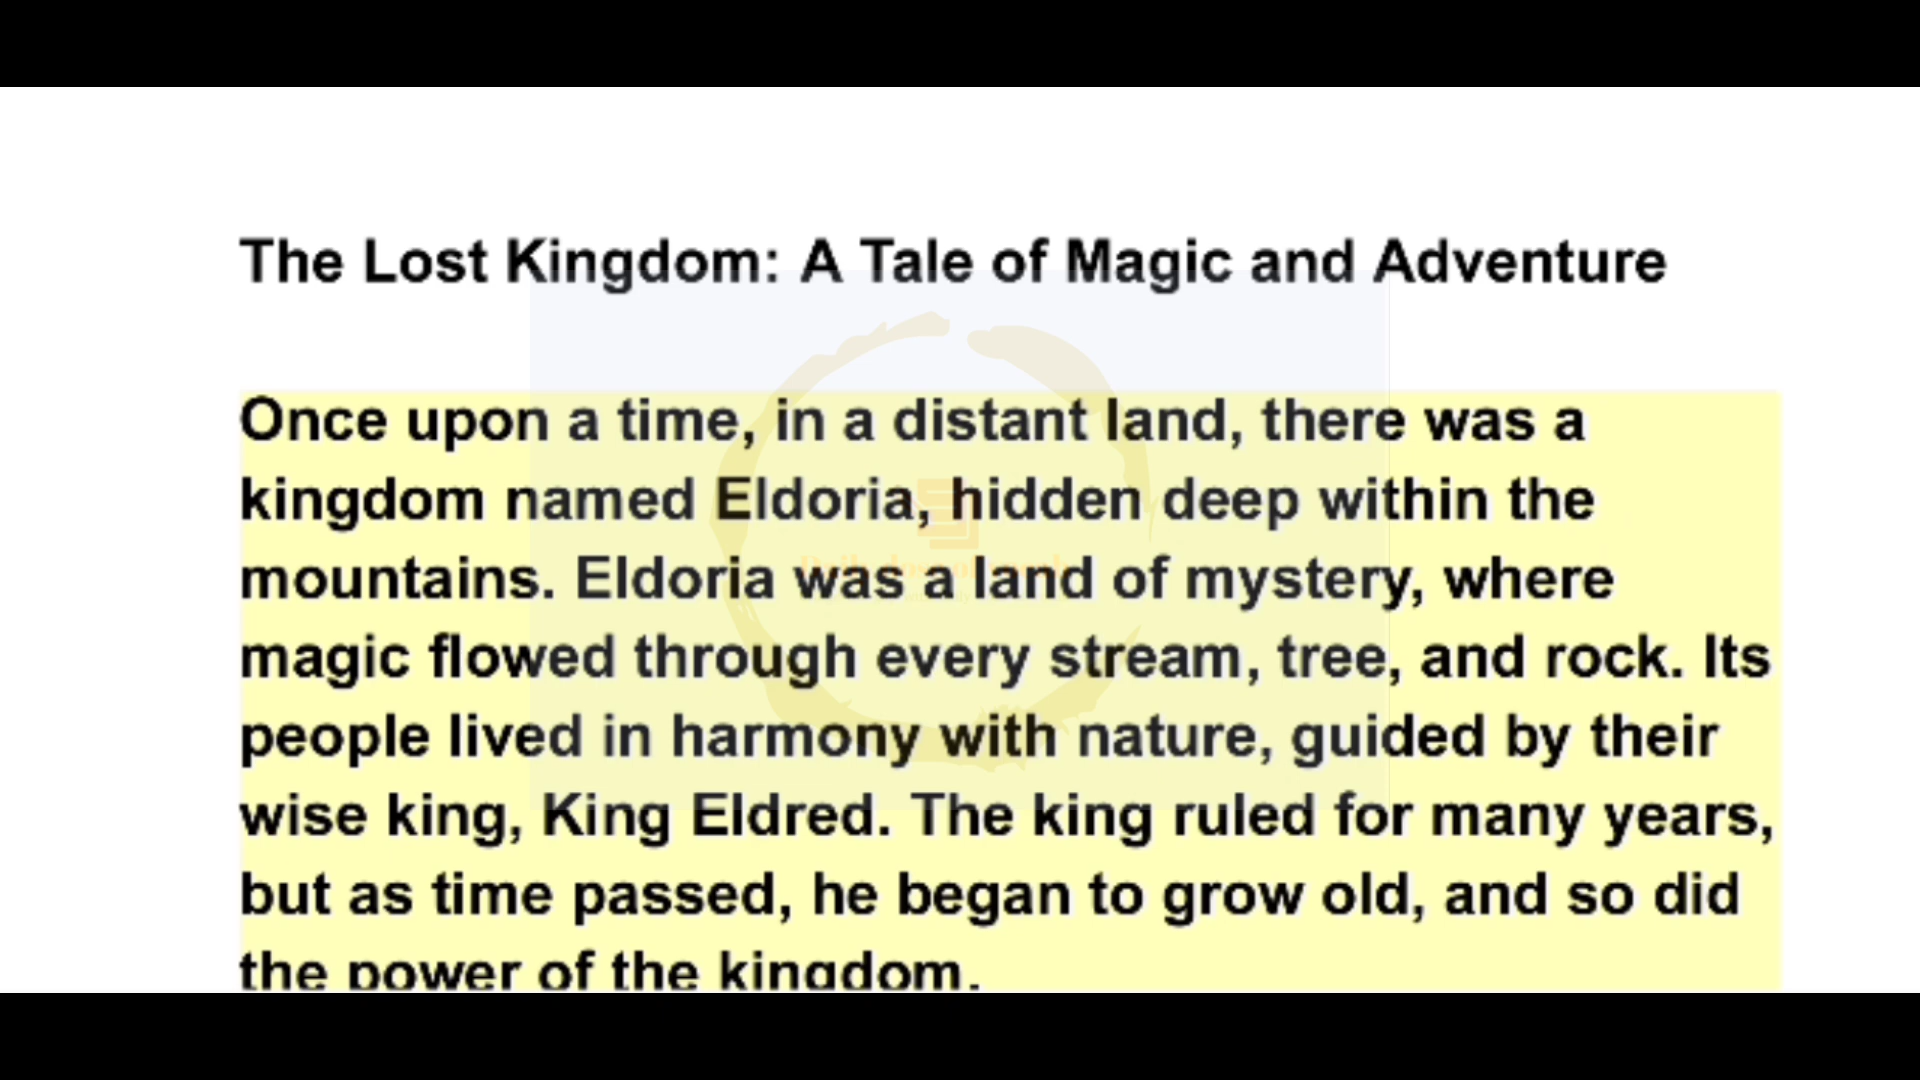 The Lost Kingdom: A Tale of Magic and Adventure
Once upon a time, in a distant land, there was a
kingdom named Eldoria, hidden deep within the
mountains. Eldoria was a land of mystery, where
magic flowed through every stream, tree, and rock. Its
people lived in harmony with nature, guided by their
wise king, King Eldred. The king ruled for many years,
but as time passed, he began to grow old, and so did
the power of the kingdom.